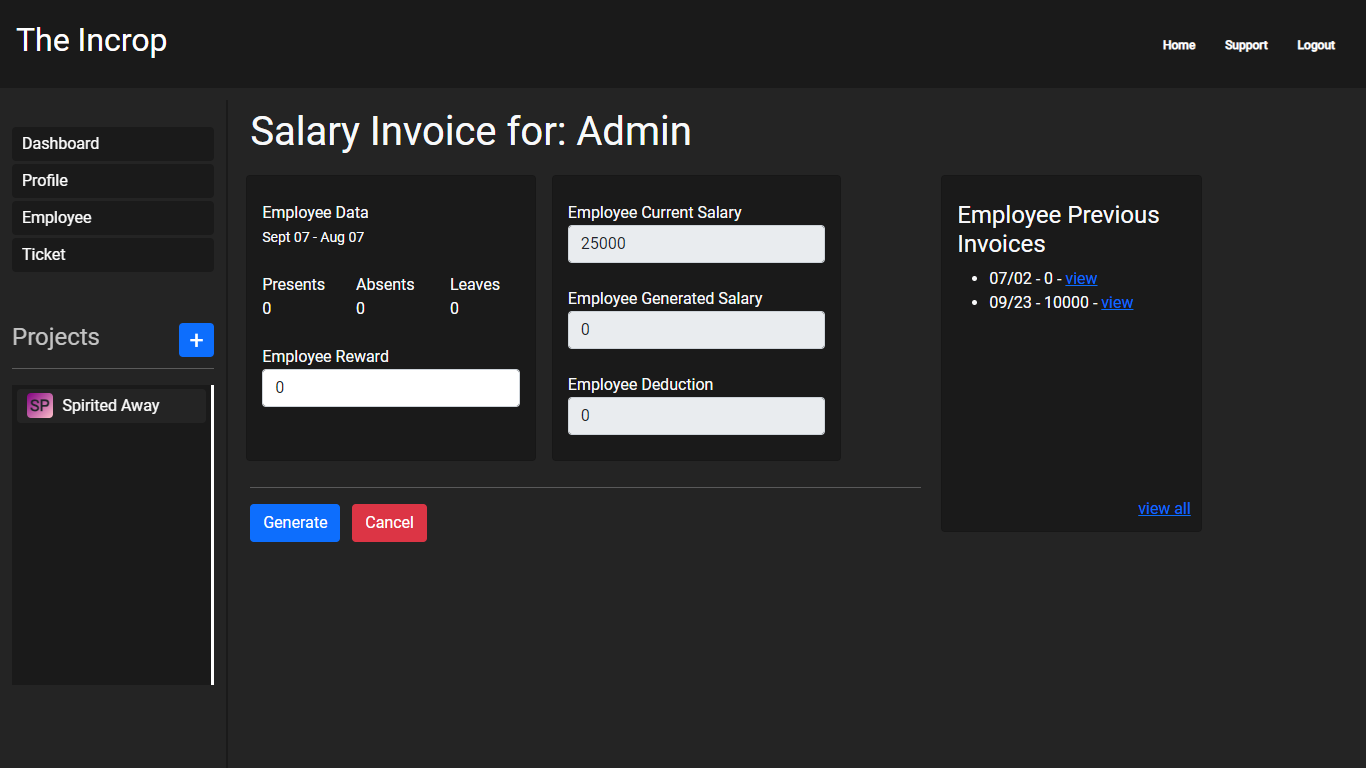 The Incrop
Home Support Logout
Dashboard
Profile
Employee
Ticket
Projects
+
SP Spirited Away
Salary Invoice for: Admin
Employee Data
Sept 07 - Aug 07
Presents Absents Leaves
0 0 0
Employee Reward
0
Employee Current Salary
25000
Employee Generated Salary
0
Employee Deduction
0
Generate Cancel
Employee Previous
Invoices
• 07/02 - 0 - view
• 09/23 - 10000 - view
view all